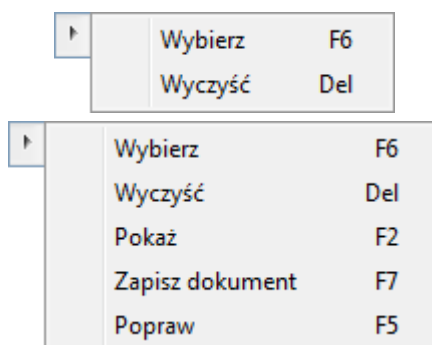 Wybierz F6
Wyczyść Del
Wybierz F6
Wyczyść Del
Pokaż F2
Zapisz dokument F7
Popraw F5